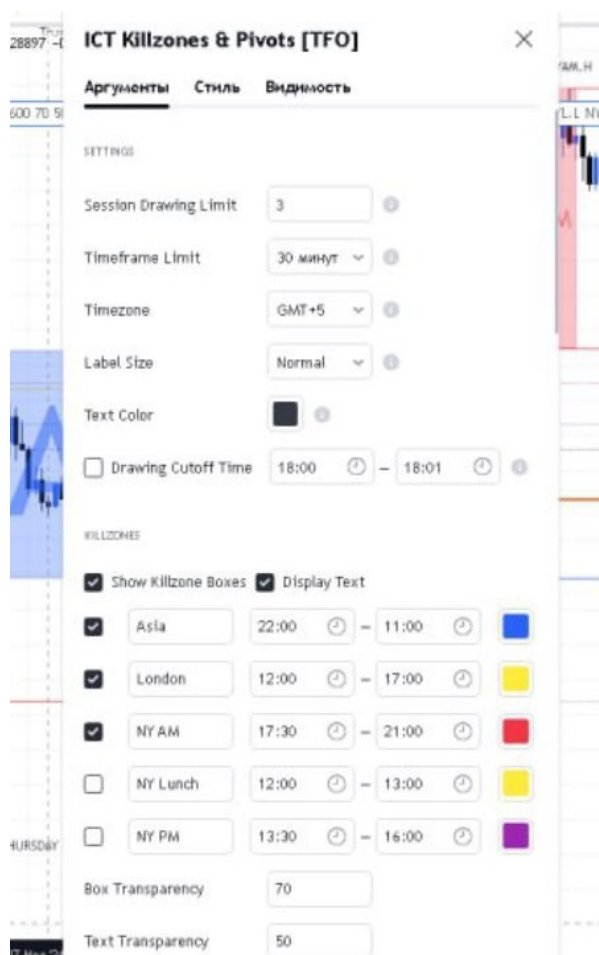 28897
ICT Killzones & Pivots [TFO]
YAM.H
Аргументы Стиль Видимость
SETTINGS
Session Drawing Limit 3
Timeframe Limit 30 минут
Timezone GMT+5
Label Size Normal
Text Color
Drawing Cutoff Time 18:00 – 18:01
KILLZONES
Show Killzone Boxes Display Text
Asia 22:00 – 11:00
London 12:00 – 17:00
NY AM 17:30 – 21:00
NY Lunch 12:00 – 13:00
NY PM 13:30 – 16:00
HURSDAY
Box Transparency 70
Text Transparency 50